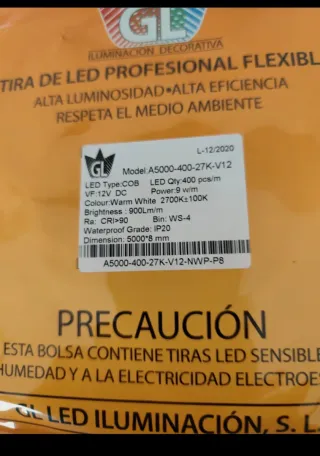 GL
ILUMINACIÓN DECORATIVA
TIRA DE LED PROFESIONAL FLEXIBL
ALTA LUMINOSIDAD•ALTA EFICIENCIA
RESPETA EL MEDIO AMBIENTE
L-12/2020
GL
Model:A5000-400-27K-V12
LED Type:COB LED Qty:400 pcs/m
VF:12V DC Power:9 w/m
Colour:Warm White 2700K±100K
Brightness : 900Lm/m
Ra: CRI>90 Bin: WS-4
Waterproof Grade: IP20
Dimension: 5000*8 mm
A5000-400-27K-V12-NWP-P8
PRECAUCIÓN
ESTA BOLSA CONTIENE TIRAS LED SENSIBLE
HUMEDAD Y A LA ELECTRICIDAD ELECTROES
GL LED ILUMINACIÓN, S. L.